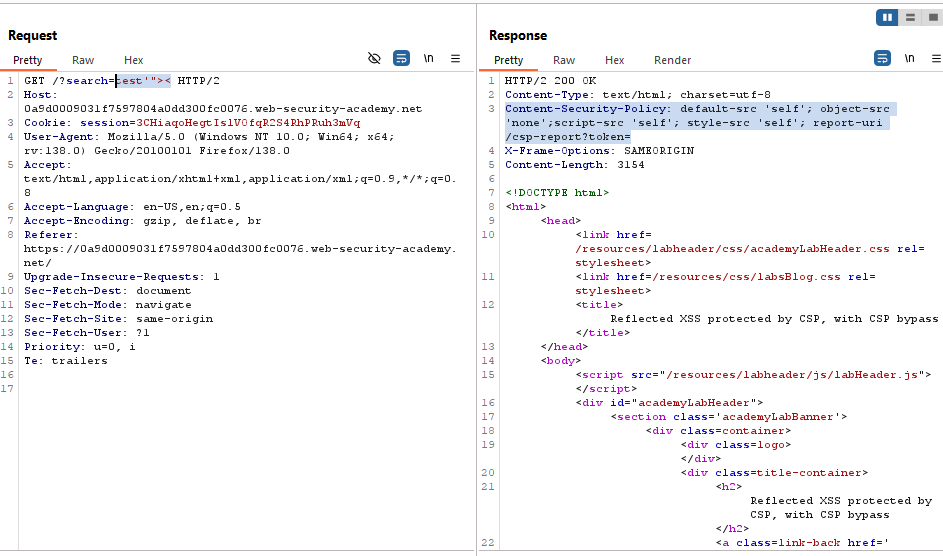 Request
Pretty Raw Hex \n
1 GET /?search=test'">< HTTP/2
2 Host:
0a9d0009031f7597804a0dd300fc0076.web-security-academy.net
3 Cookie: session=3CHiaqoHegtIs1VOfqR2S4RhPRuh3mVq
4 User-Agent: Mozilla/5.0 (Windows NT 10.0; Win64; x64;
rv:138.0) Gecko/20100101 Firefox/138.0
5 Accept:
text/html,application/xhtml+xml,application/xml;q=0.9,*/*;q=0.
8
6 Accept-Language: en-US,en;q=0.5
7 Accept-Encoding: gzip, deflate, br
8 Referer:
https://0a9d0009031f7597804a0dd300fc0076.web-security-academy.
net/
9 Upgrade-Insecure-Requests: 1
10 Sec-Fetch-Dest: document
11 Sec-Fetch-Mode: navigate
12 Sec-Fetch-Site: same-origin
13 Sec-Fetch-User: ?1
14 Priority: u=0, i
15 Te: trailers
16
17
Response
Pretty Raw Hex Render \n
1 HTTP/2 200 OK
2 Content-Type: text/html; charset=utf-8
3 Content-Security-Policy: default-src 'self'; object-src
'none';script-src 'self'; style-src 'self'; report-uri
/csp-report?token=
4 X-Frame-Options: SAMEORIGIN
5 Content-Length: 3154
6
7 <!DOCTYPE html>
8 <html>
9 <head>
10 <link href=
/resources/labheader/css/academyLabHeader.css rel=
stylesheet>
11 <link href=/resources/css/labsBlog.css rel=
stylesheet>
12 <title>
Reflected XSS protected by CSP, with CSP bypass
</title>
13 </head>
14 <body>
15 <script src="/resources/labheader/js/labHeader.js">
</script>
16 <div id="academyLabHeader">
17 <section class='academyLabBanner'>
18 <div class=container>
19 <div class=logo>
</div>
20 <div class=title-container>
21 <h2>
Reflected XSS protected by
CSP, with CSP bypass
</h2>
22 <a class=link-back href='